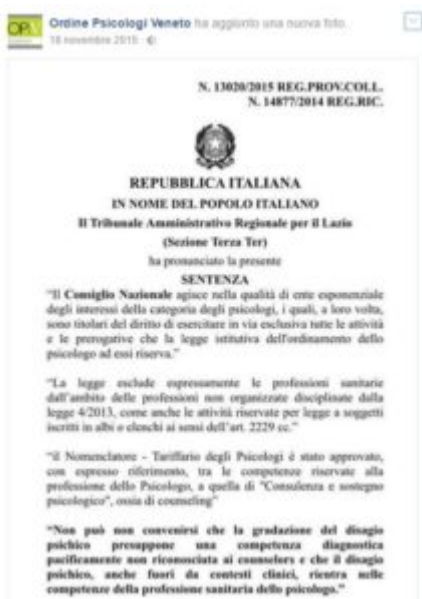 OPV Ordine Psicologi Veneto ha aggiunto una nuova foto.
18 novembre 2015
N. 13020/2015 REG.PROV.COLL.
N. 14877/2014 REG.RIC.
REPUBBLICA ITALIANA
IN NOME DEL POPOLO ITALIANO
Il Tribunale Amministrativo Regionale per il Lazio
(Sezione Terza Ter)
ha pronunciato la presente
SENTENZA
"Il Consiglio Nazionale agisce nella qualità di ente esponenziale
degli interessi della categoria degli psicologi, i quali, a loro volta,
sono titolari del diritto di esercitare in via esclusiva tutte le attività
e le prerogative che la legge istitutiva dell'ordinamento dello
psicologo ad essi riserva."
"La legge esclude espressamente le professioni sanitarie
dall'ambito delle professioni non organizzate disciplinate dalla
legge 4/2013, come anche le attività riservate per legge a soggetti
iscritti in albi o elenchi ai sensi dell'art. 2229 cc."
"il Nomenclatore - Tariffario degli Psicologi è stato approvato,
con espresso riferimento, tra le competenze riservate alla
professione dello Psicologo, a quella di "Consulenza e sostegno
psicologico", ossia di counseling"
"Non può non convenirsi che la gradazione del disagio
psichico presuppone una competenza diagnostica
pacificamente non riconosciuta ai counselors e che il disagio
psichico, anche fuori da contesti clinici, rientra nelle
competenze della professione sanitaria dello psicologo."